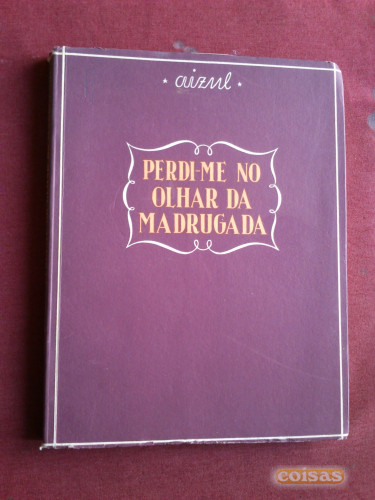 aizul
PERDI-ME NO
OLHAR DA
MADRUGADA
coisas